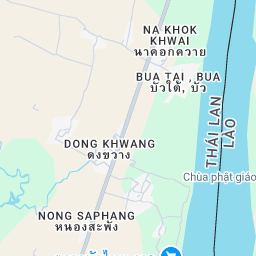 NA KHOK
KHWAI
นาคอกควาย
BUA TAI , BUA
บัวใต้, บัว
THÁI LAN
LÀO
DONG KHWANG
ดงขวาง
Chùa phật giáo
NONG SAPHANG
หนองสะพัง